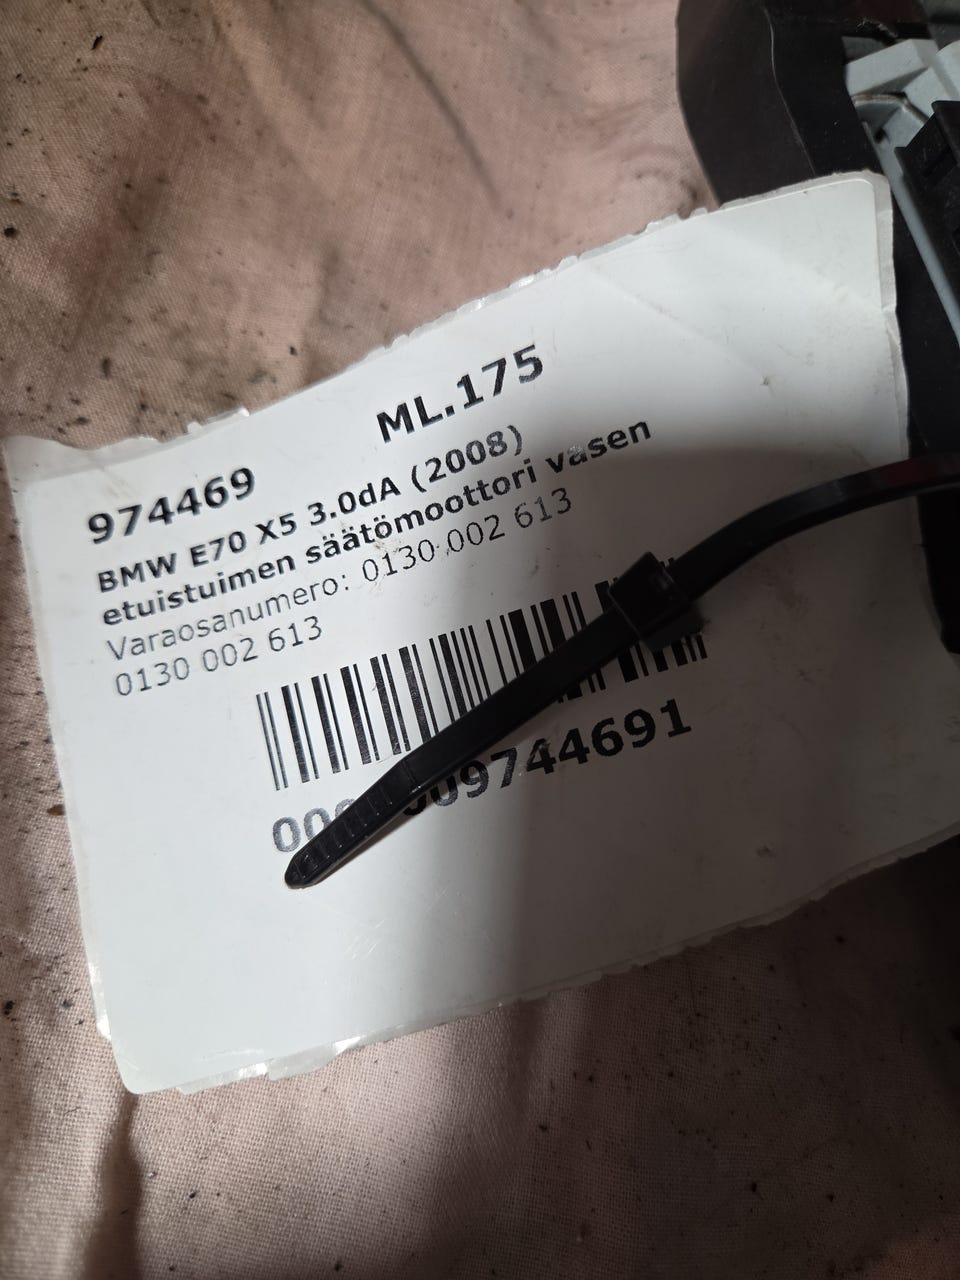 ML.175
974469
BMW E70 X5 3.0dA (2008)
etuistuimen säätömoottori vasen
Varaosanumero: 0130 002 613
0130 002 613